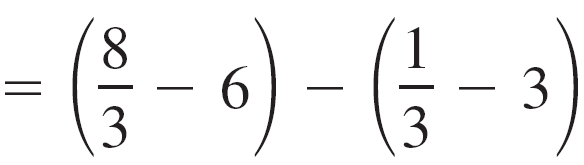 = (8/3 − 6) − (1/3 − 3)